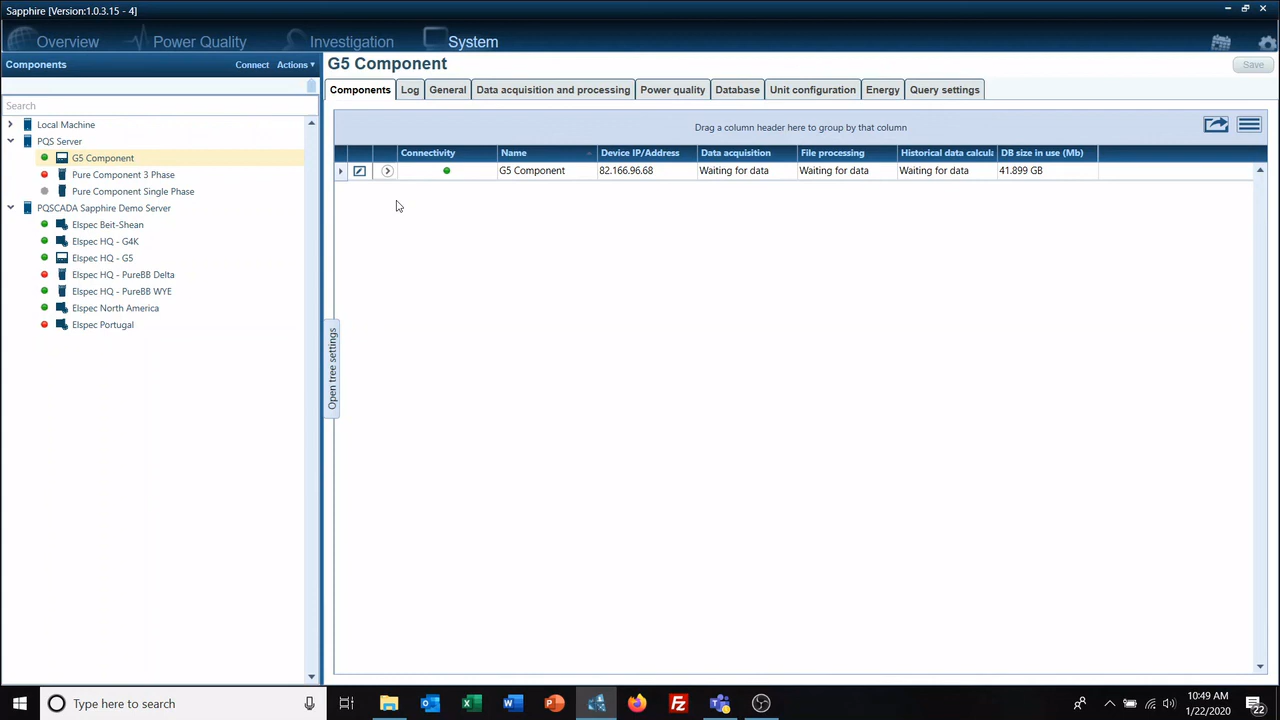 Sapphire [Version:1.0.3.15 - 4]
Overview
Power Quality
Investigation
System
Components
Connect
Actions
G5 Component
Save
Components
Log
General
Data acquisition and processing
Power quality
Database
Unit configuration
Energy
Query settings
Search
Drag a column header here to group by that column
Connectivity
Name
Device IP/Address
Data acquisition
File processing
Historical data calcula
DB size in use (Mb)
G5 Component
82.166.96.68
Waiting for data
Waiting for data
Waiting for data
41.899 GB
Local Machine
PQS Server
G5 Component
Pure Component 3 Phase
Pure Component Single Phase
PQSCADA Sapphire Demo Server
Elspec Beit-Shean
Elspec HQ - G4K
Elspec HQ - G5
Elspec HQ - PureBB Delta
Elspec HQ - PureBB WYE
Elspec North America
Elspec Portugal
Open tree settings
Type here to search
10:49 AM
1/22/2020
22